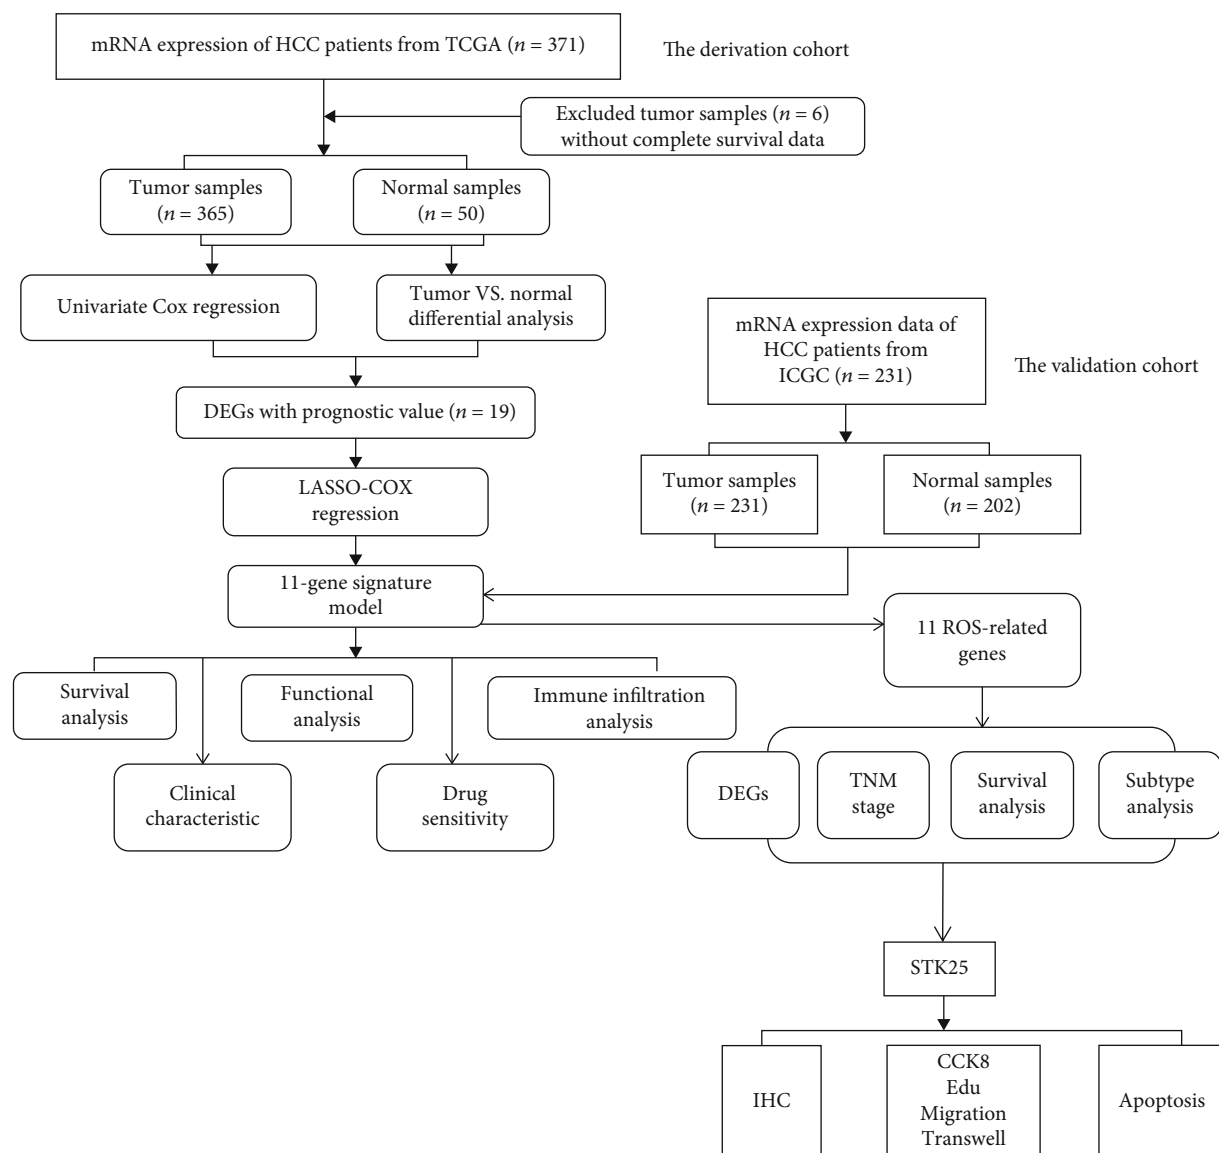 mRNA expression of HCC patients from TCGA (n = 371)
The derivation cohort
Excluded tumor samples (n = 6)
without complete survival data
Tumor samples
(n = 365)
Normal samples
(n = 50)
Univariate Cox regression
Tumor VS. normal
differential analysis
mRNA expression data of
HCC patients from
ICGC (n = 231)
The validation cohort
DEGs with prognostic value (n = 19)
LASSO-COX
regression
Tumor samples
(n = 231)
Normal samples
(n = 202)
11-gene signature
model
11 ROS-related
genes
Survival
analysis
Functional
analysis
Immune infiltration
analysis
Clinical
characteristic
Drug
sensitivity
DEGs
TNM
stage
Survival
analysis
Subtype
analysis
STK25
IHC
CCK8
Edu
Migration
Transwell
Apoptosis